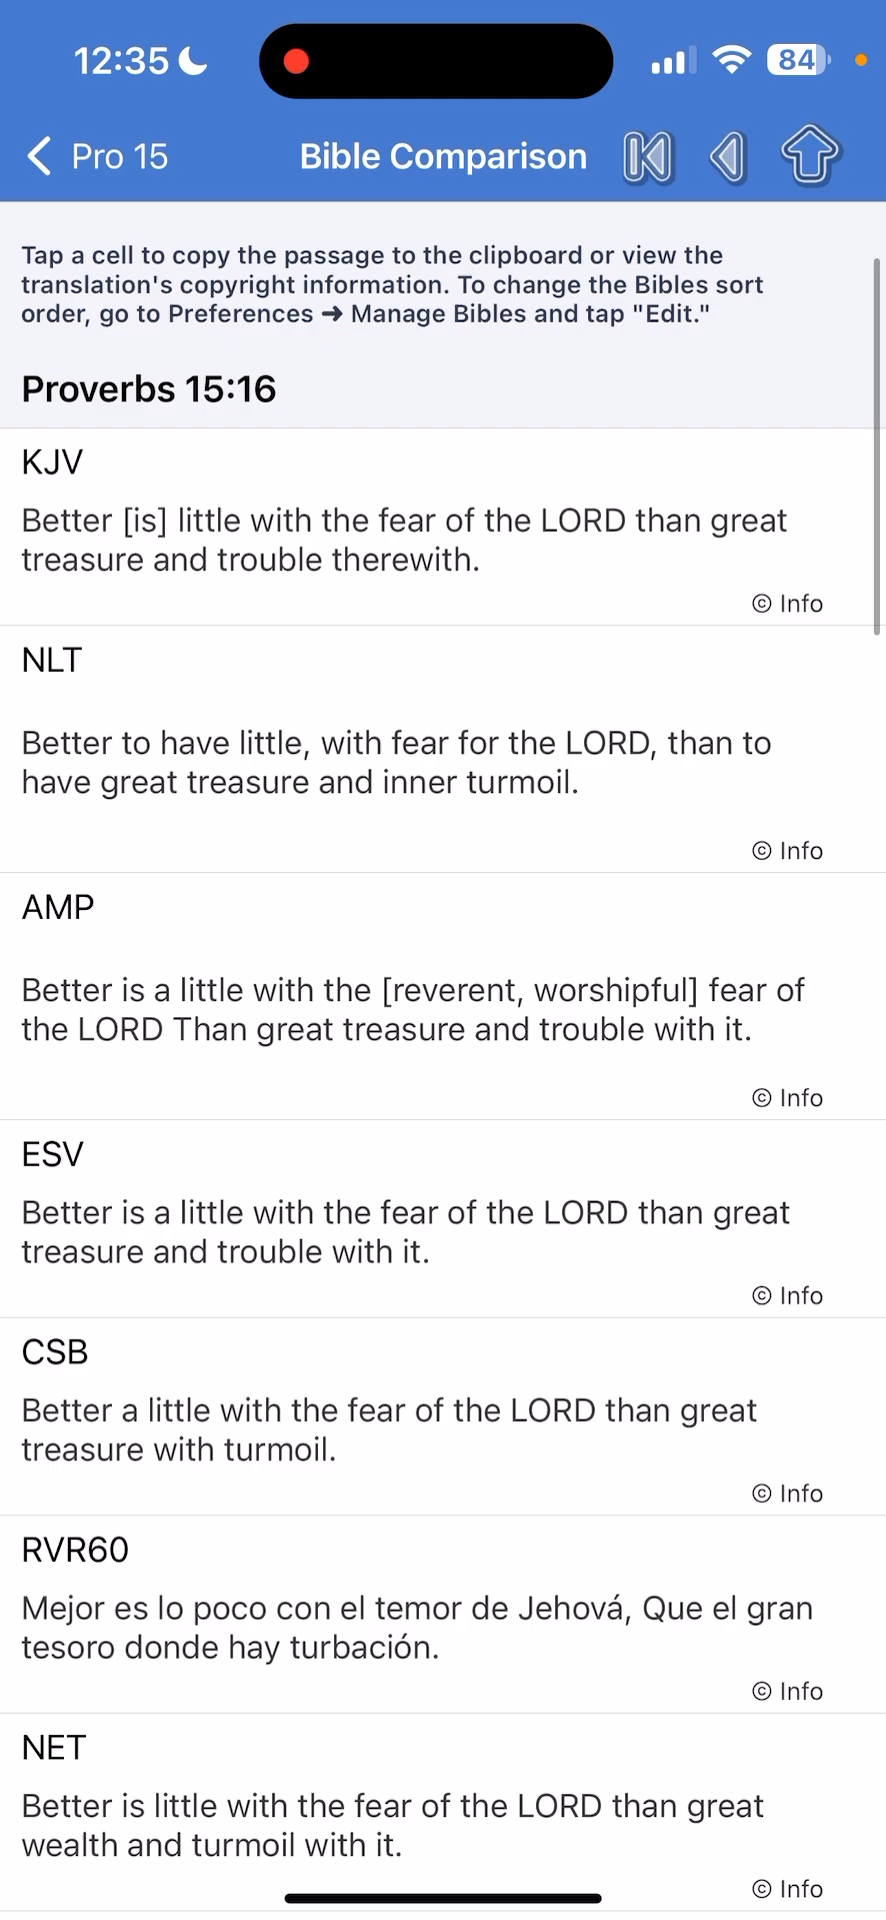 12:35
84
Pro 15
Bible Comparison
Tap a cell to copy the passage to the clipboard or view the
translation's copyright information. To change the Bibles sort
order, go to Preferences ➜ Manage Bibles and tap "Edit."
Proverbs 15:16
KJV
Better [is] little with the fear of the LORD than great
treasure and trouble therewith.
© Info
NLT
Better to have little, with fear for the LORD, than to
have great treasure and inner turmoil.
© Info
AMP
Better is a little with the [reverent, worshipful] fear of
the LORD Than great treasure and trouble with it.
© Info
ESV
Better is a little with the fear of the LORD than great
treasure and trouble with it.
© Info
CSB
Better a little with the fear of the LORD than great
treasure with turmoil.
© Info
RVR60
Mejor es lo poco con el temor de Jehová, Que el gran
tesoro donde hay turbación.
© Info
NET
Better is little with the fear of the LORD than great
wealth and turmoil with it.
© Info